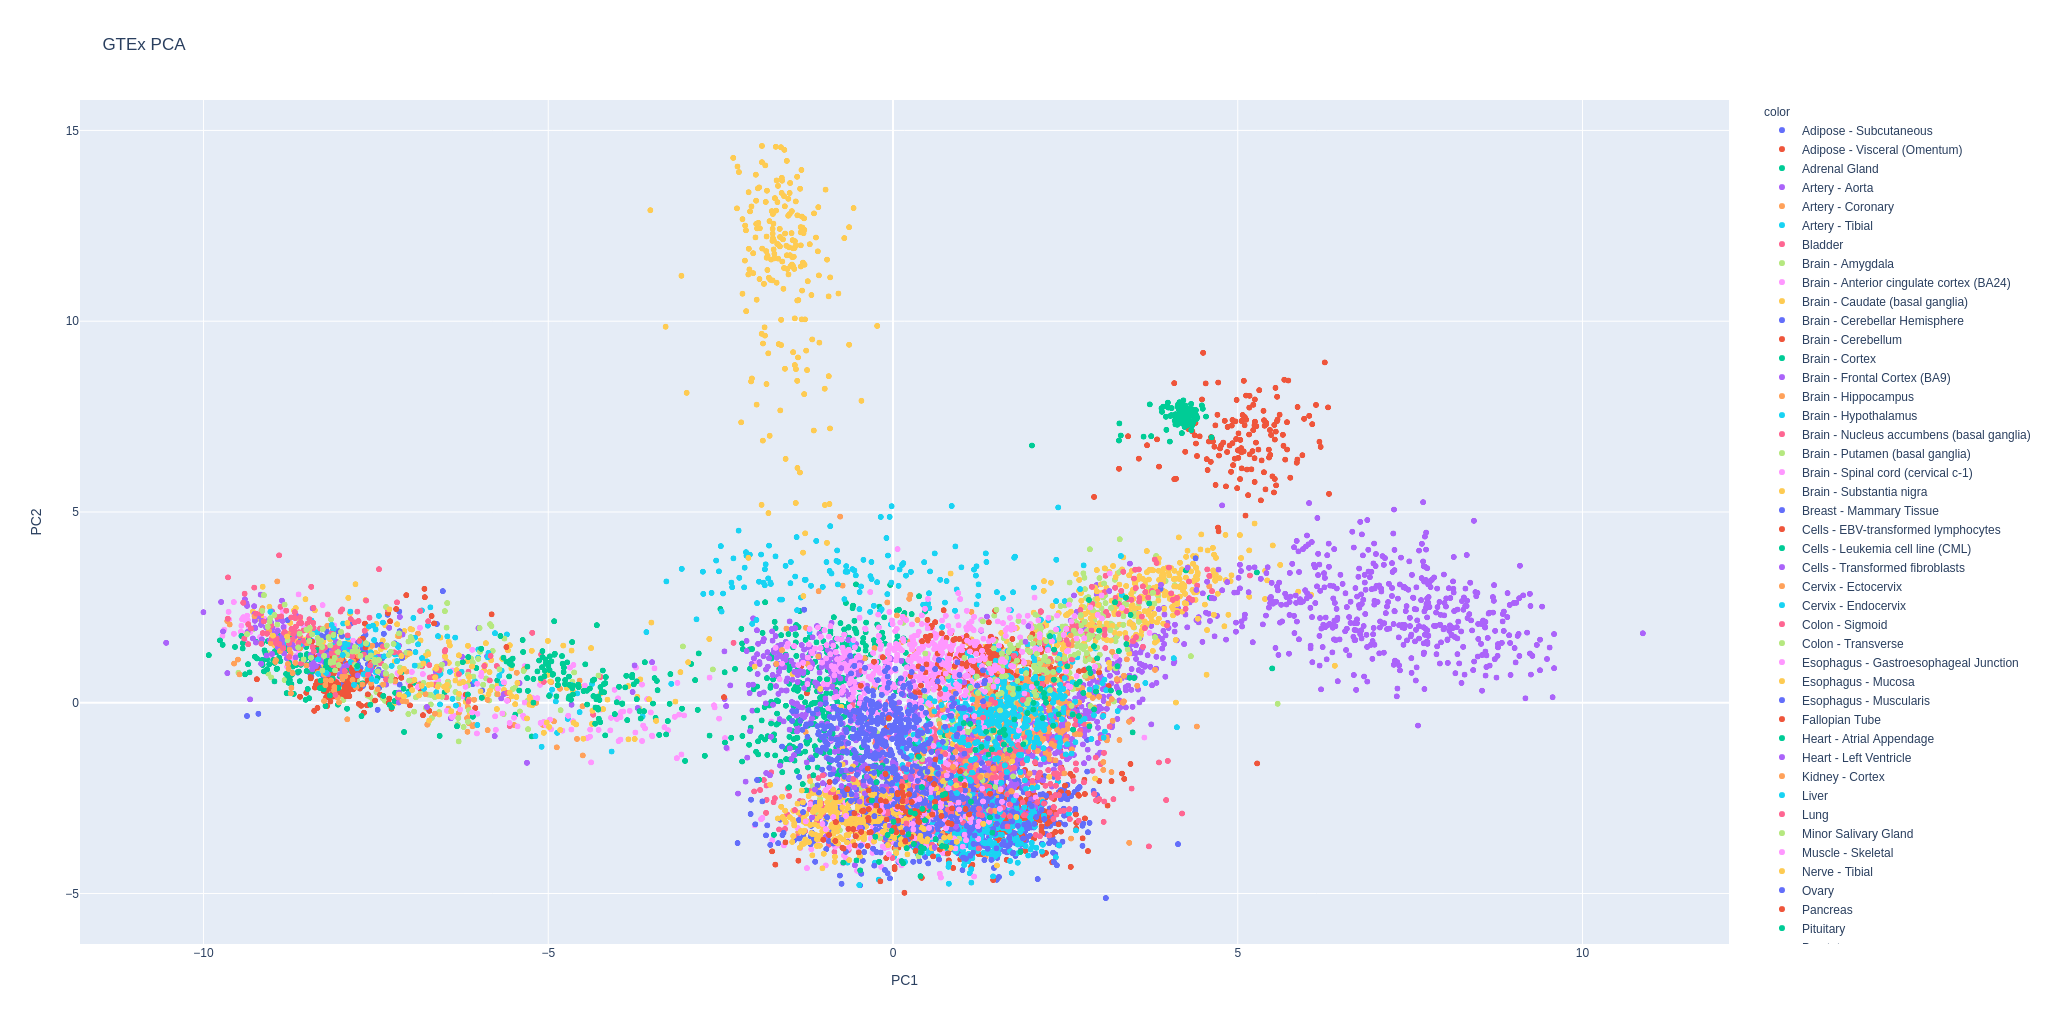 GTEx PCA
15
10
5
0
−5
PC2
−10
−5
0
5
10
PC1
color
Adipose - Subcutaneous
Adipose - Visceral (Omentum)
Adrenal Gland
Artery - Aorta
Artery - Coronary
Artery - Tibial
Bladder
Brain - Amygdala
Brain - Anterior cingulate cortex (BA24)
Brain - Caudate (basal ganglia)
Brain - Cerebellar Hemisphere
Brain - Cerebellum
Brain - Cortex
Brain - Frontal Cortex (BA9)
Brain - Hippocampus
Brain - Hypothalamus
Brain - Nucleus accumbens (basal ganglia)
Brain - Putamen (basal ganglia)
Brain - Spinal cord (cervical c-1)
Brain - Substantia nigra
Breast - Mammary Tissue
Cells - EBV-transformed lymphocytes
Cells - Leukemia cell line (CML)
Cells - Transformed fibroblasts
Cervix - Ectocervix
Cervix - Endocervix
Colon - Sigmoid
Colon - Transverse
Esophagus - Gastroesophageal Junction
Esophagus - Mucosa
Esophagus - Muscularis
Fallopian Tube
Heart - Atrial Appendage
Heart - Left Ventricle
Kidney - Cortex
Liver
Lung
Minor Salivary Gland
Muscle - Skeletal
Nerve - Tibial
Ovary
Pancreas
Pituitary